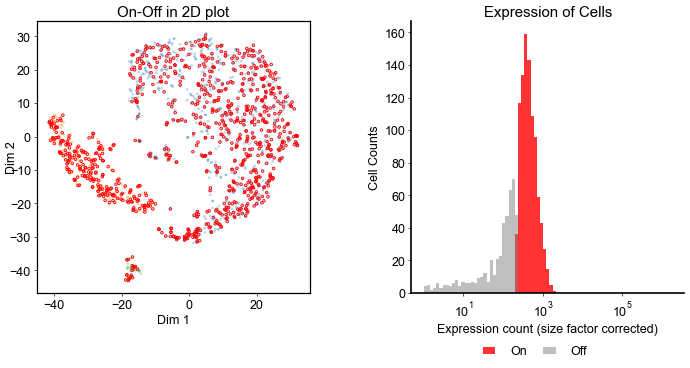 On-Off in 2D plot
30
20
10
0
−10
−20
−30
−40
Dim 2
−40 −20 0 20
Dim 1
Expression of Cells
160
140
120
100
80
60
40
20
0
Cell Counts
10^1 10^3 10^5
Expression count (size factor corrected)
On Off